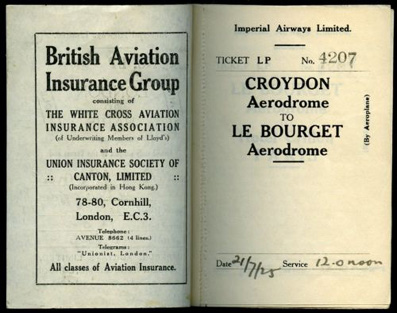 British Aviation
Insurance Group
consisting of
THE WHITE CROSS AVIATION
INSURANCE ASSOCIATION
(of Underwriting Members of Lloyd's)
and the
UNION INSURANCE SOCIETY OF
:: CANTON, LIMITED ::
(Incorporated in Hong Kong.)
78-80, Cornhill,
London, E.C.3.
Telephone:
AVENUE 8662 (4 lines.)
Telegrams:
"Unionist, London."
All classes of Aviation Insurance.
Imperial Airways Limited.
TICKET LP No. 4207
CROYDON
Aerodrome
TO
LE BOURGET
Aerodrome
(By Aeroplane)
Date 21/7/25 Service 12-0 noon